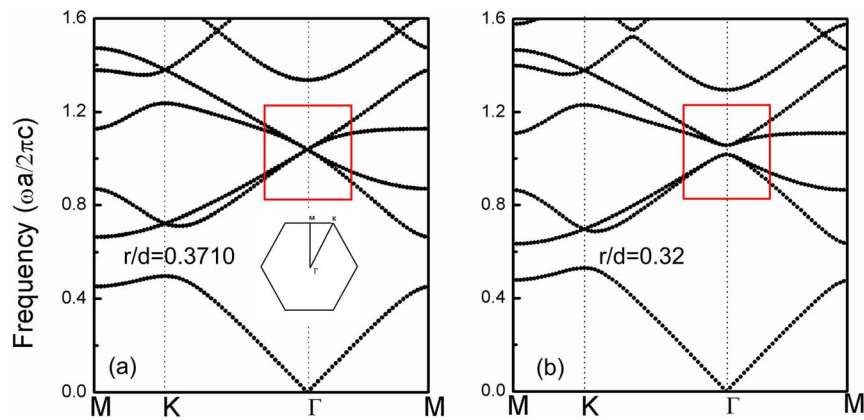 Frequency (ωa/2πc)
1.6
1.2
0.8
0.4
0.0
r/d=0.3710
M
K
Γ
(a)
M
K
Γ
M
1.6
1.2
0.8
0.4
0.0
r/d=0.32
(b)
M
K
Γ
M